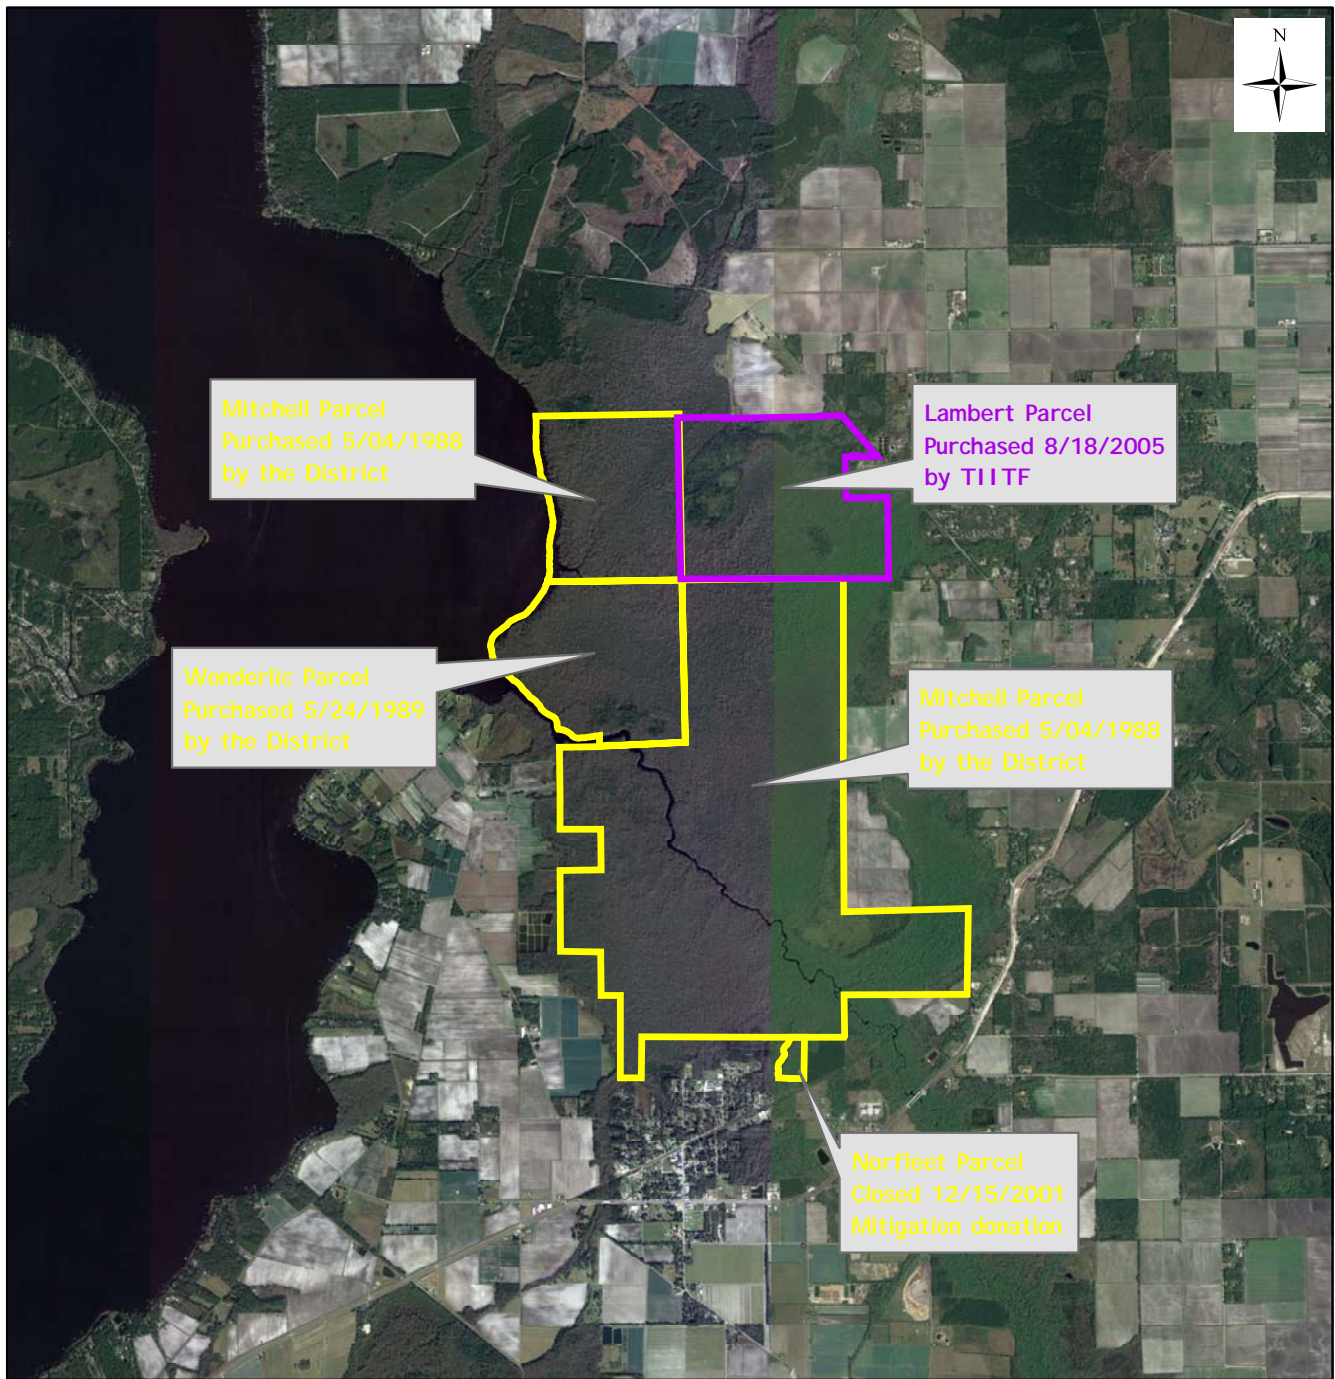 N
Mitchell Parcel
Purchased 5/04/1988
by the District
Lambert Parcel
Purchased 8/18/2005
by TIITF
Wonderlic Parcel
Purchased 5/24/1989
by the District
Mitchell Parcel
Purchased 5/04/1988
by the District
Norfleet Parcel
Closed 12/15/2001
Mitigation donation